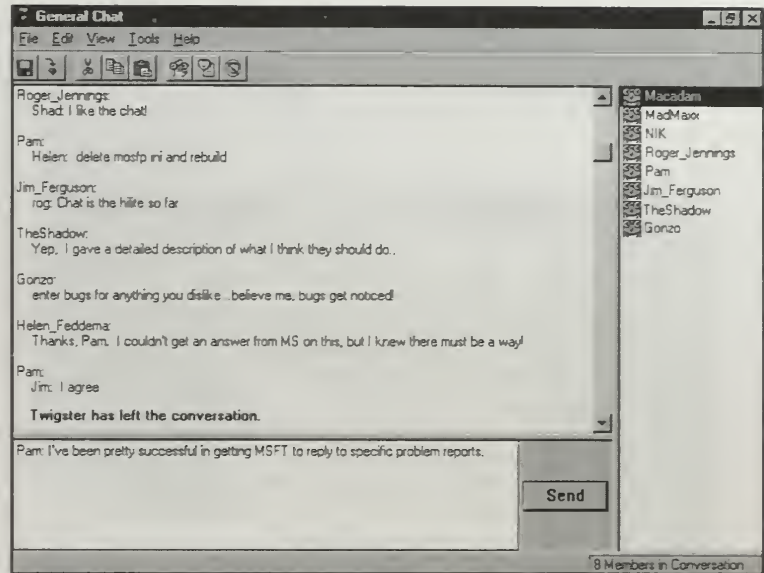 General Chat
File Edit View Tools Help
Roger_Jennings:
Shad: I like the chat!
Pam:
Helen: delete mosfp ini and rebuild
Jim_Ferguson:
rog: Chat is the hilite so far
TheShadow:
Yep, I gave a detailed description of what I think they should do..
Gonzo:
enter bugs for anything you dislike...believe me, bugs get noticed!
Helen_Feddema:
Thanks, Pam. I couldn't get an answer from MS on this, but I knew there must be a way!
Pam:
Jim: I agree
Twigster has left the conversation.
Pam: I've been pretty successful in getting MSFT to reply to specific problem reports.
Send
Macadam
MadMaxx
NIK
Roger_Jennings
Pam
Jim_Ferguson
TheShadow
Gonzo
8 Members in Conversation